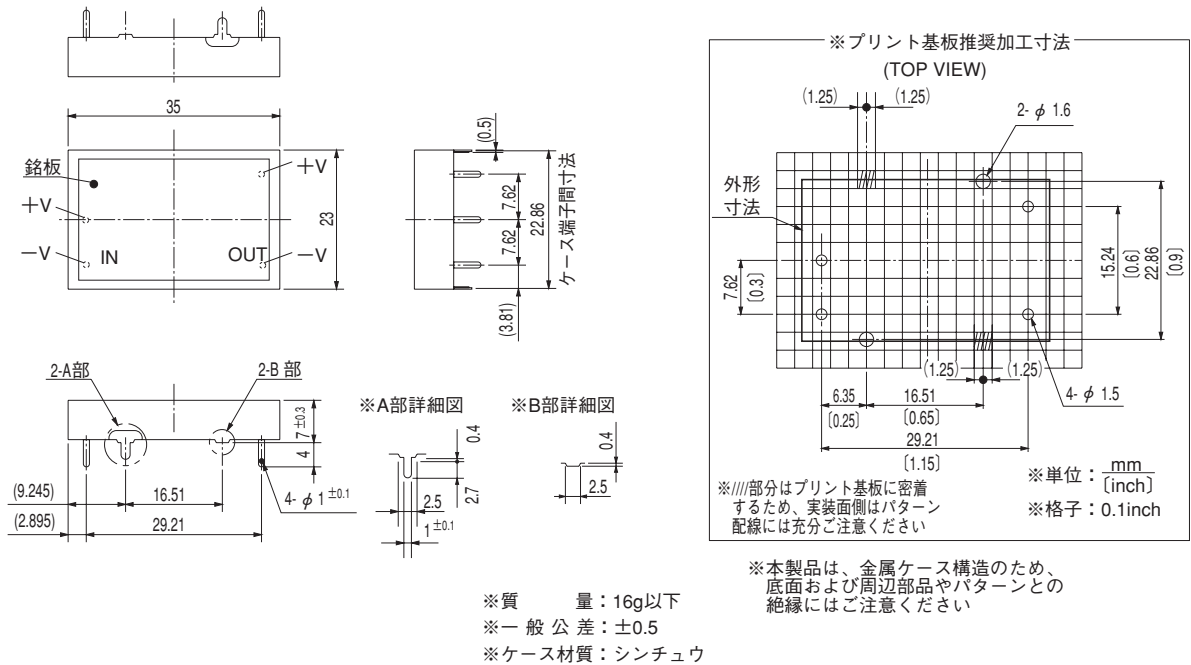 35
銘板
+V
+V
−V
IN
OUT
−V
23
(0.5)
7.62
7.62
22.86
(3.81)
ケース端子間寸法
2-A部
2-B 部
7±0.3
4
(9.245)
16.51
4- φ 1±0.1
(2.895)
29.21
※A部詳細図
0.4
2.5
2.7
1±0.1
※B部詳細図
0.4
2.5
※プリント基板推奨加工寸法
(TOP VIEW)
(1.25)
(1.25)
2- φ 1.6
外形
寸法
7.62
〔0.3〕
15.24
〔0.6〕
22.86
〔0.9〕
(1.25)
(1.25)
6.35
〔0.25〕
16.51
〔0.65〕
4- φ 1.5
29.21
〔1.15〕
※////部分はプリント基板に密着
するため、実装面側はパターン
配線には充分ご注意ください
※単位：mm
〔inch〕
※格子：0.1inch
※本製品は、金属ケース構造のため、
底面および周辺部品やパターンとの
絶縁にはご注意ください
※質　　量：16g以下
※一 般 公 差：±0.5
※ケース材質：シンチュウ